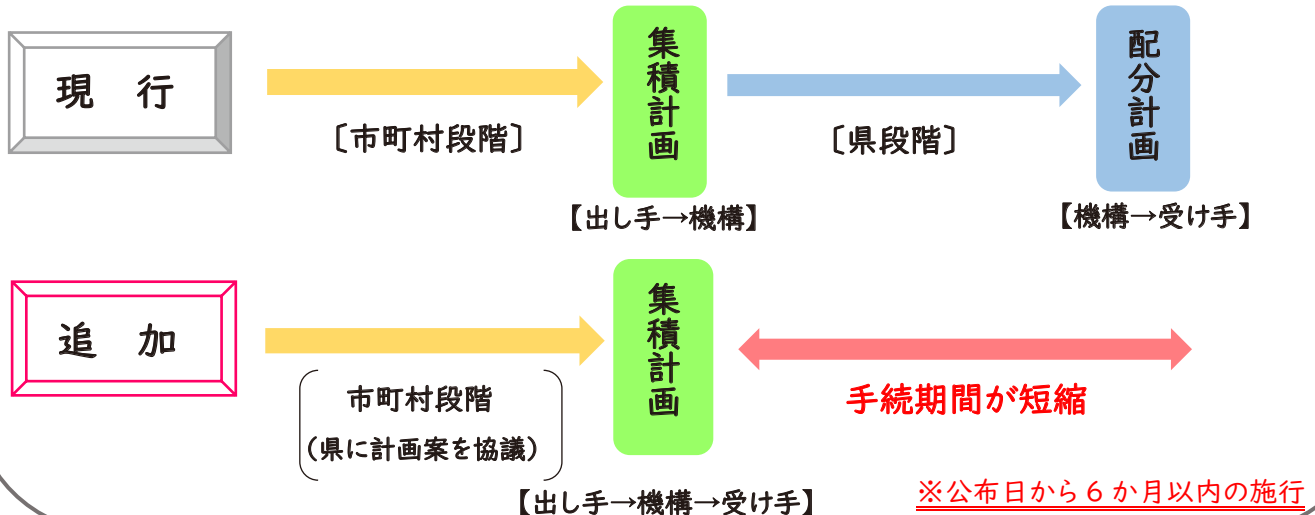 現　行
〔市町村段階〕
集積計画
【出し手→機構】
〔県段階〕
配分計画
【機構→受け手】
追　加
市町村段階
（県に計画案を協議）
集積計画
【出し手→機構→受け手】
手続期間が短縮
※公布日から６か月以内の施行